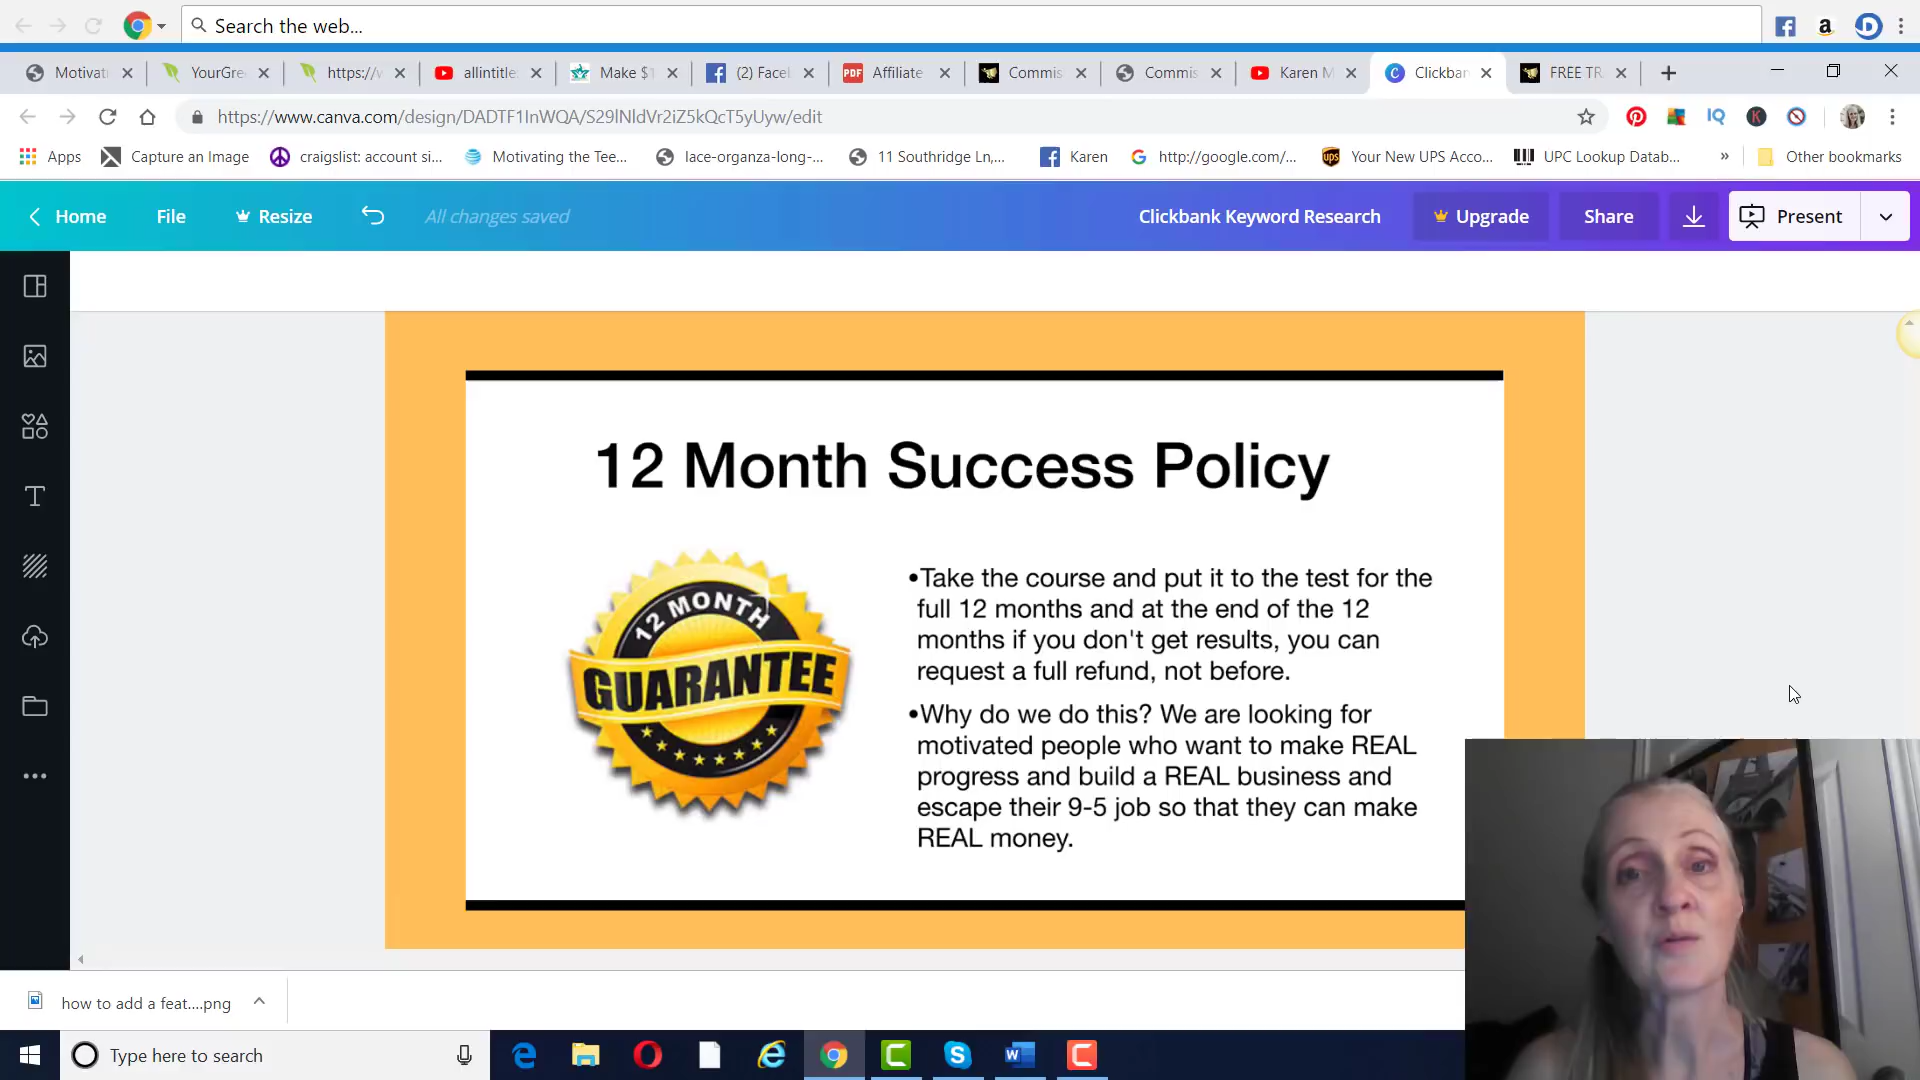 Search the web...
a
Motivat
YourGre
https://w
allintitle:
Make $1
(2) Facel
PDF
Affiliate
Commis
Commis
Karen M
Clickban
FREE TR
https://www.canva.com/design/DADTF1InWQA/S29lNldVr2iZ5kQcT5yUyw/edit
IQ
K
Apps
Capture an Image
craigslist: account si...
Motivating the Tee...
lace-organza-long-...
11 Southridge Ln,...
Karen
http://google.com/...
ups
Your New UPS Acco...
UPC Lookup Datab...
»
Other bookmarks
Home
File
Resize
All changes saved
Clickbank Keyword Research
Upgrade
Share
Present
12 Month Success Policy
12 MONTH
GUARANTEE
•Take the course and put it to the test for the
full 12 months and at the end of the 12
months if you don't get results, you can
request a full refund, not before.
•Why do we do this? We are looking for
motivated people who want to make REAL
progress and build a REAL business and
escape their 9-5 job so that they can make
REAL money.
how to add a feat....png
Type here to search